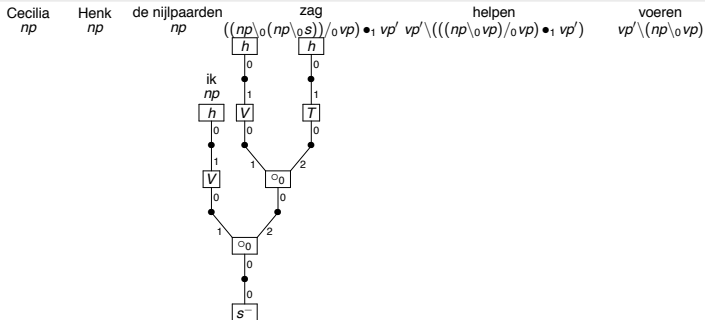 Cecilia Henk de nijlpaarden zag helpen voeren
np np np ((np\₀(np\₀s))/₀vp) •₁ vp′ vp′\(((np\₀vp)/₀vp) •₁ vp′) vp′\(np\₀vp)
h h
0 0
ik
np 1 1
h V T
0 0 0
1 1 2
V ∘₀
0 0
1 2
∘₀
0
0
s⁻